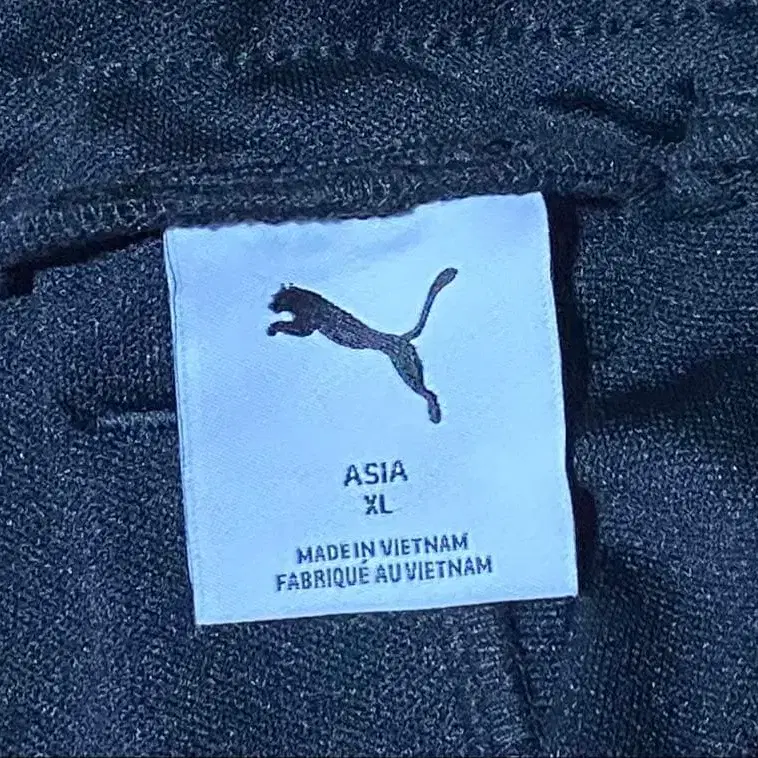 ASIA
XL
MADE IN VIETNAM
FABRIQUÉ AU VIETNAM